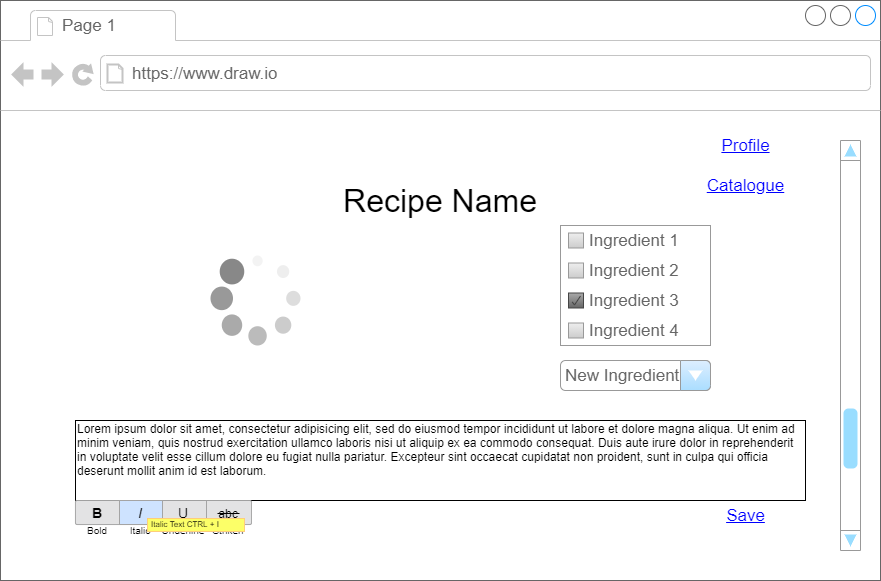 Page 1
https://www.draw.io
Profile
Catalogue
Recipe Name
Ingredient 1
Ingredient 2
Ingredient 3
Ingredient 4
New Ingredient
Lorem ipsum dolor sit amet, consectetur adipisicing elit, sed do eiusmod tempor incididunt ut labore et dolore magna aliqua. Ut enim ad
minim veniam, quis nostrud exercitation ullamco laboris nisi ut aliquip ex ea commodo consequat. Duis aute irure dolor in reprehenderit
in voluptate velit esse cillum dolore eu fugiat nulla pariatur. Excepteur sint occaecat cupidatat non proident, sunt in culpa qui officia
deserunt mollit anim id est laborum.
B I U abc
Italic Text CTRL + I
Bold Italic
Save